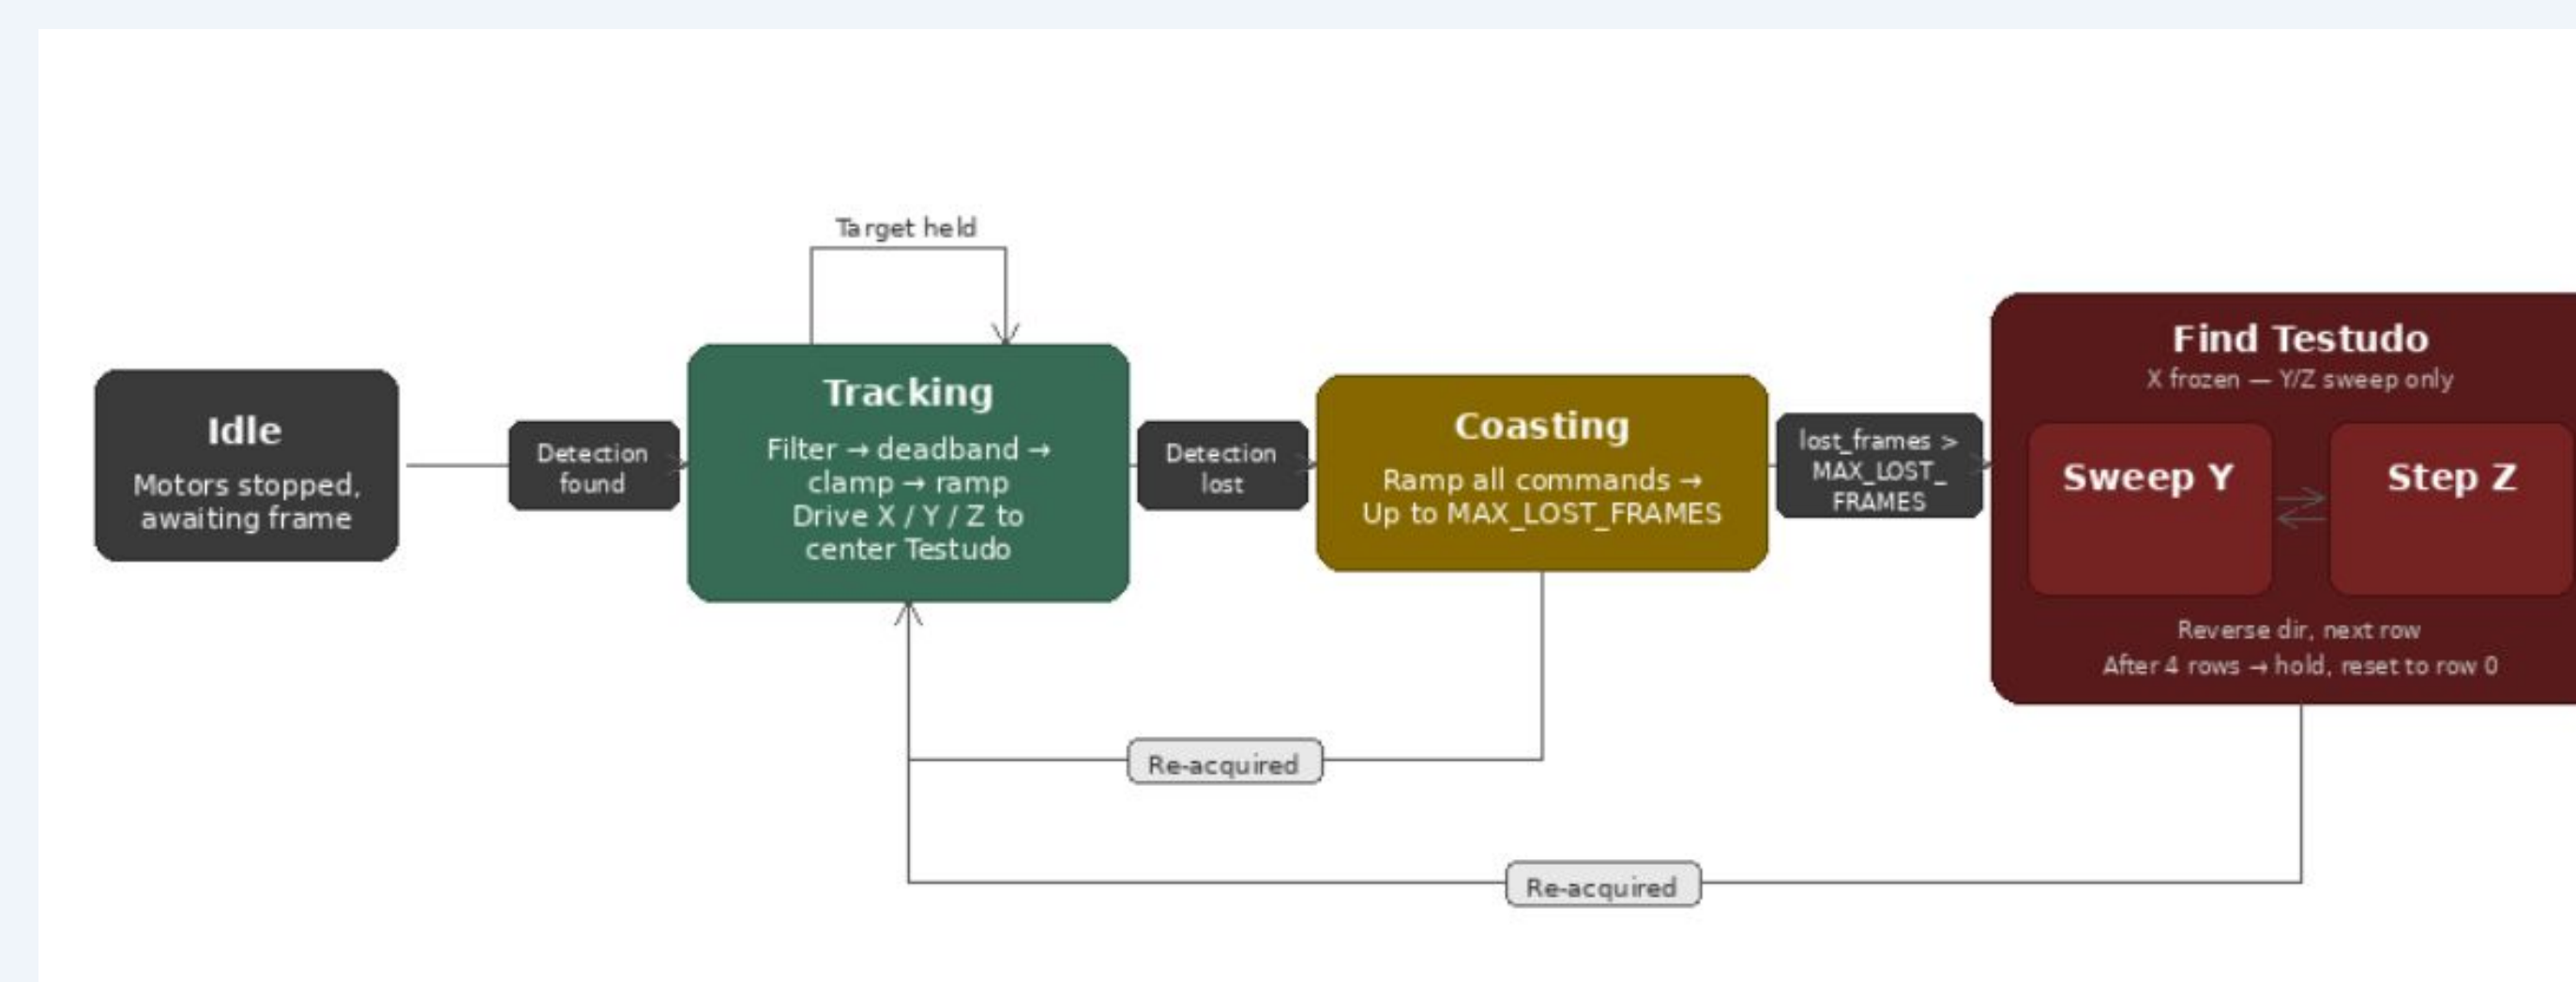 Target held
Idle
Motors stopped,
awaiting frame
Detection
found
Tracking
Filter → deadband →
clamp → ramp
Drive X / Y / Z to
center Testudo
Detection
lost
Coasting
Ramp all commands →
Up to MAX_LOST_FRAMES
lost_frames >
MAX_LOST_
FRAMES
Find Testudo
X frozen — Y/Z sweep only
Sweep Y
Step Z
Reverse dir, next row
After 4 rows → hold, reset to row 0
Re-acquired
Re-acquired